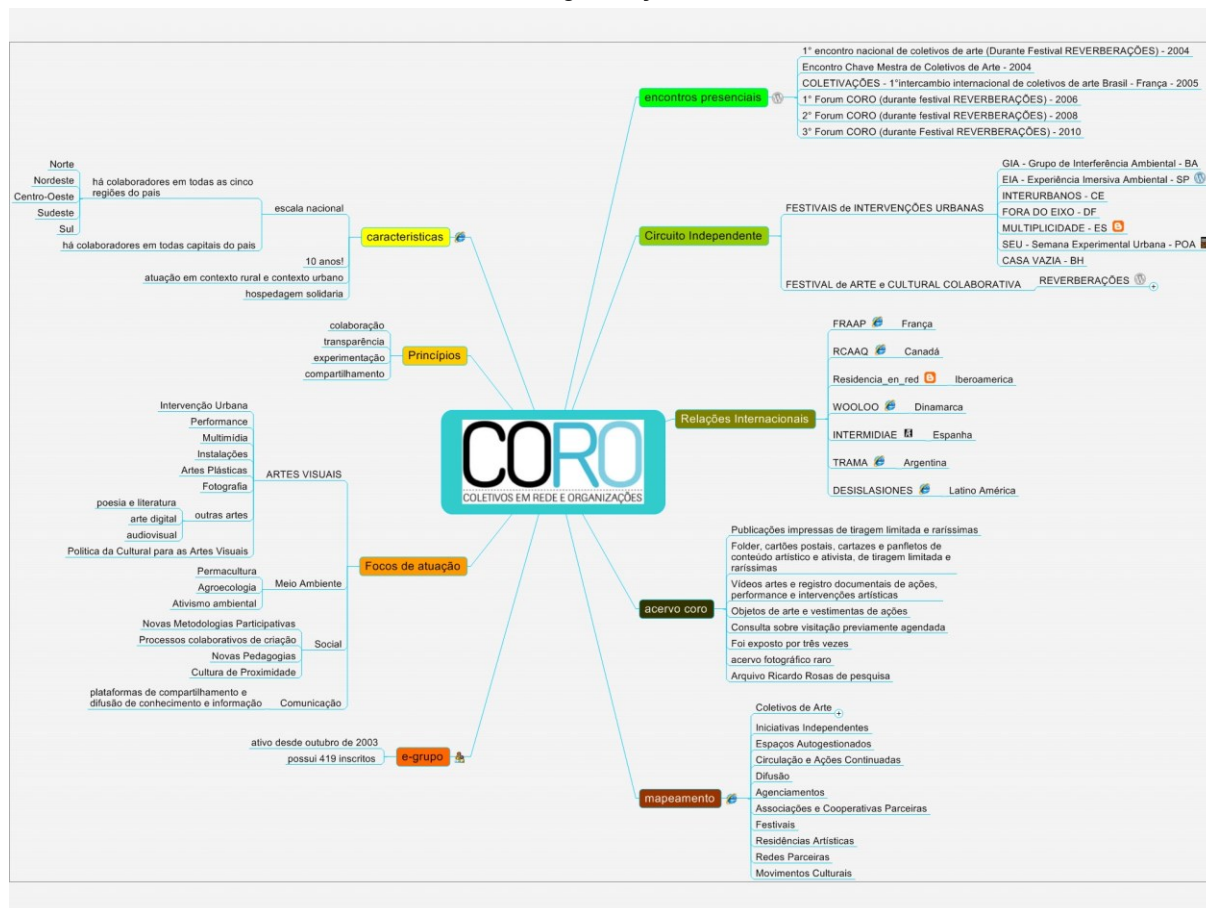 CORO
COLETIVOS EM REDE E ORGANIZAÇÕES
encontros presenciais
1° encontro nacional de coletivos de arte (Durante Festival REVERBERAÇÕES) - 2004
Encontro Chave Mestra de Coletivos de Arte - 2004
COLETIVAÇÕES - 1°intercambio internacional de coletivos de arte Brasil - França - 2005
1° Forum CORO (durante festival REVERBERAÇÕES) - 2006
2° Forum CORO (durante festival REVERBERAÇÕES) - 2008
3° Forum CORO (durante Festival REVERBERAÇÕES) - 2010
Circuito Independente
FESTIVAIS de INTERVENÇÕES URBANAS
GIA - Grupo de Interferência Ambiental - BA
EIA - Experiência Imersiva Ambiental - SP
INTERURBANOS - CE
FORA DO EIXO - DF
MULTIPLICIDADE - ES
SEU - Semana Experimental Urbana - POA
CASA VAZIA - BH
FESTIVAL de ARTE e CULTURAL COLABORATIVA
REVERBERAÇÕES
Relações Internacionais
FRAAP França
RCAAQ Canadá
Residencia_en_red Iberoamerica
WOOLOO Dinamarca
INTERMIDIAE Espanha
TRAMA Argentina
DESISLASIONES Latino América
acervo coro
Publicações impressas de tiragem limitada e raríssimas
Folder, cartões postais, cartazes e panfletos de
conteúdo artístico e ativista, de tiragem limitada e
raríssimas
Vídeos artes e registro documentais de ações,
performance e intervenções artísticas
Objetos de arte e vestimentas de ações
Consulta sobre visitação previamente agendada
Foi exposto por três vezes
acervo fotográfico raro
Arquivo Ricardo Rosas de pesquisa
mapeamento
Coletivos de Arte
Iniciativas Independentes
Espaços Autogestionados
Circulação e Ações Continuadas
Difusão
Agenciamentos
Associações e Cooperativas Parceiras
Festivais
Residências Artísticas
Redes Parceiras
Movimentos Culturais
caracteristicas
escala nacional
há colaboradores em todas as cinco
regiões do pais
Norte
Nordeste
Centro-Oeste
Sudeste
Sul
há colaboradores em todas capitais do pais
10 anos!
atuação em contexto rural e contexto urbano
hospedagem solidaria
Princípios
colaboração
transparência
experimentação
compartilhamento
Focos de atuação
ARTES VISUAIS
Intervenção Urbana
Performance
Multimídia
Instalações
Artes Plásticas
Fotografia
outras artes
poesia e literatura
arte digital
audiovisual
Politica da Cultural para as Artes Visuais
Meio Ambiente
Permacultura
Agroecologia
Ativismo ambiental
Social
Novas Metodologias Participativas
Processos colaborativos de criação
Novas Pedagogias
Cultura de Proximidade
Comunicação
plataformas de compartilhamento e
difusão de conhecimento e informação
e-grupo
ativo desde outubro de 2003
possui 419 inscritos